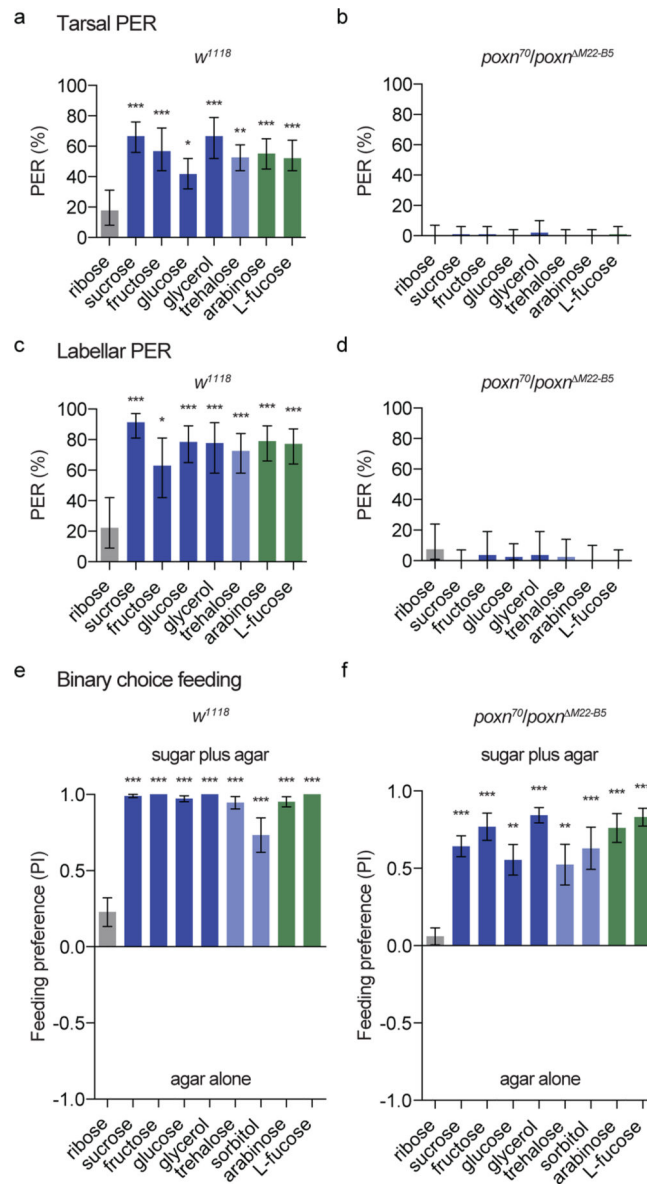 a Tarsal PER
w1118
PER (%)
100
80
60
40
20
0
*** *** * *** ** *** ***
ribose
sucrose
fructose
glucose
glycerol
trehalose
arabinose
L-fucose
b
poxn70/poxnΔM22-B5
PER (%)
100
80
60
40
20
0
ribose
sucrose
fructose
glucose
glycerol
trehalose
arabinose
L-fucose
c Labellar PER
w1118
PER (%)
100
80
60
40
20
0
*** * *** *** *** *** ***
ribose
sucrose
fructose
glucose
glycerol
trehalose
arabinose
L-fucose
d
poxn70/poxnΔM22-B5
PER (%)
100
80
60
40
20
0
ribose
sucrose
fructose
glucose
glycerol
trehalose
arabinose
L-fucose
e Binary choice feeding
w1118
sugar plus agar
Feeding preference (PI)
1.0
0.5
0.0
-0.5
-1.0
*** *** *** *** *** *** *** ***
agar alone
ribose
sucrose
fructose
glucose
glycerol
trehalose
sorbitol
arabinose
L-fucose
f
poxn70/poxnΔM22-B5
sugar plus agar
Feeding preference (PI)
1.0
0.5
0.0
-0.5
-1.0
*** *** ** *** ** *** *** ***
agar alone
ribose
sucrose
fructose
glucose
glycerol
trehalose
sorbitol
arabinose
L-fucose